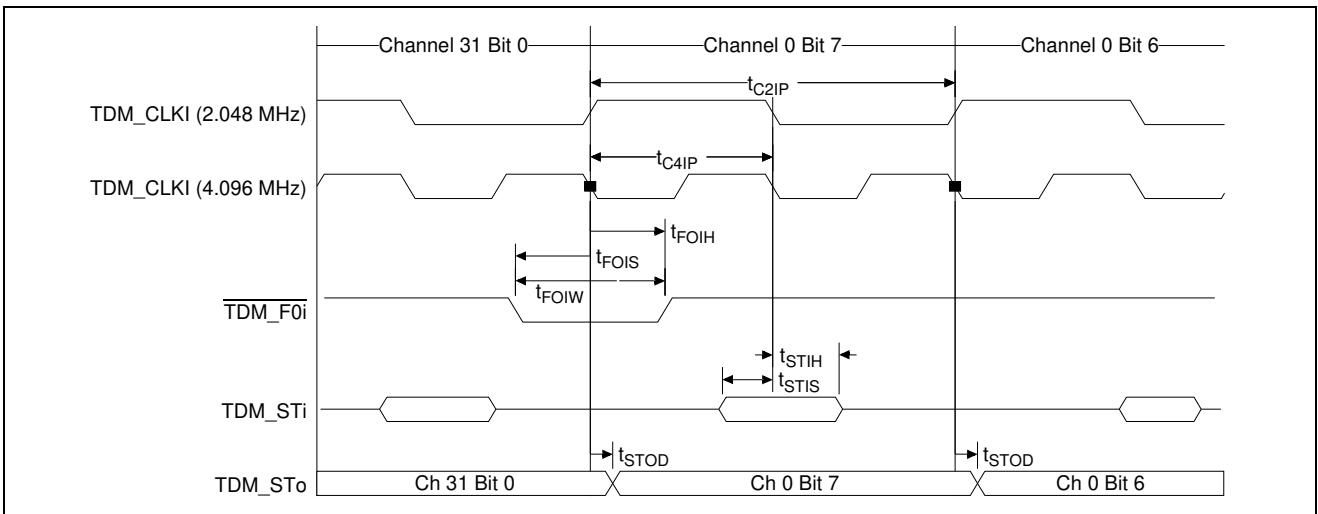 Channel 31 Bit 0 Channel 0 Bit 7 Channel 0 Bit 6
tC2IP
TDM_CLKI (2.048 MHz)
tC4IP
TDM_CLKI (4.096 MHz)
tFOIH
tFOIS
tFOIW
TDM_F0i
tSTIH
tSTIS
TDM_STi
tSTOD tSTOD
TDM_STo Ch 31 Bit 0 Ch 0 Bit 7 Ch 0 Bit 6